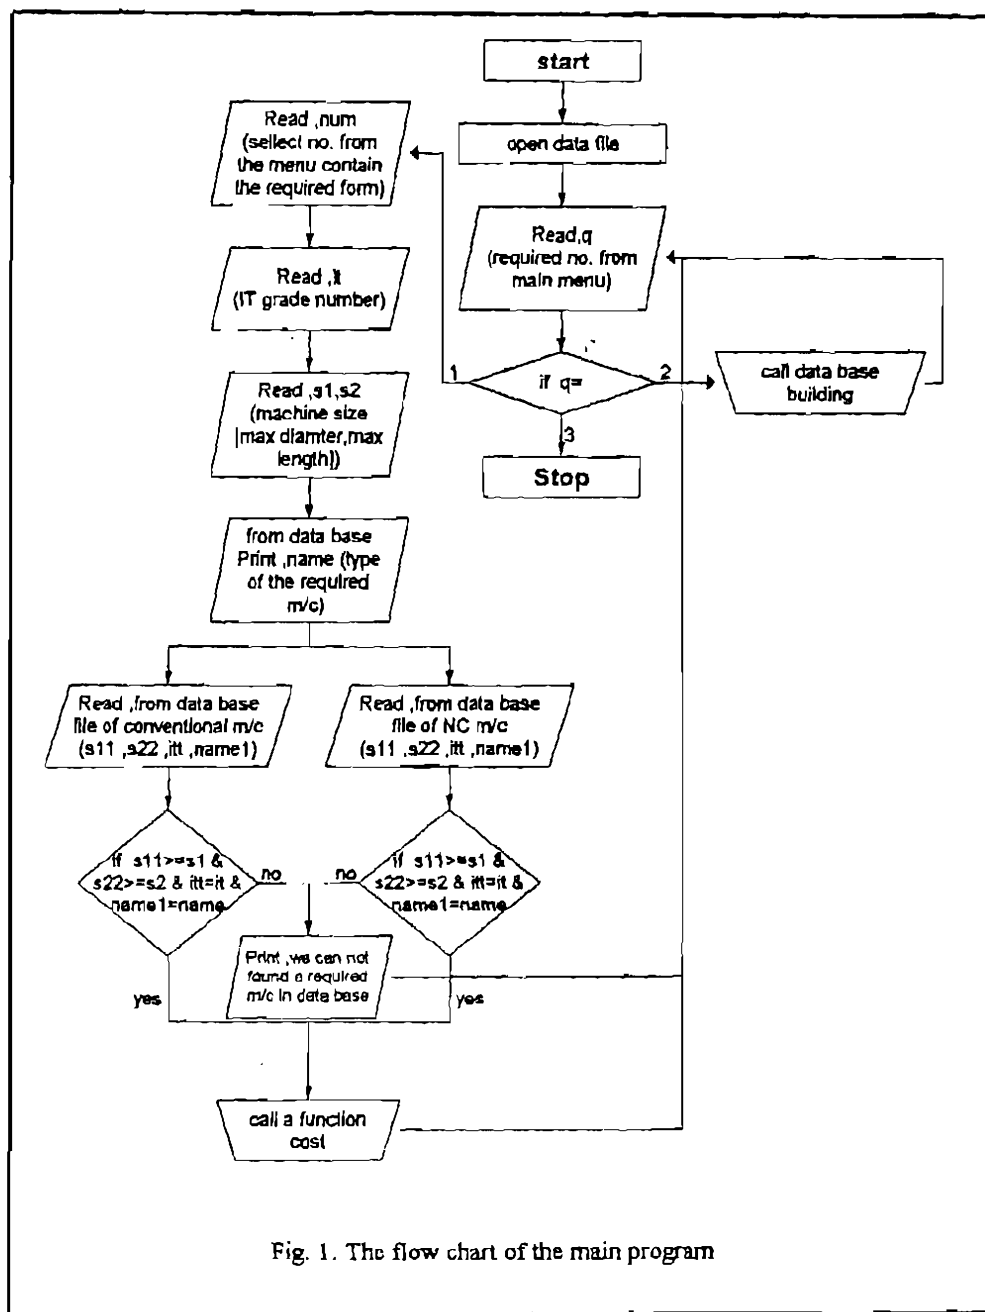 start
open data file
Read,q
(required no. from
main menu)
if q=
1
2
3
Stop
call data base
building
Read ,num
(sellect no. from
the menu contain
the required form)
Read ,it
(IT grade number)
Read ,s1,s2
(machine size
[max diamter,max
length])
from data base
Print ,name (type
of the required
m/c)
Read ,from data base
file of conventional m/c
(s11 ,s22 ,itt ,name1)
Read ,from data base
file of NC m/c
(s11 ,s22 ,itt ,name1)
if s11>=s1 &
s22>=s2 & itt=it &
name1=name
no
no
if s11>=s1 &
s22>=s2 & itt=it &
name1=name
Print ,we can not
found a required
m/c in data base
yes
yes
call a function
cost
Fig. 1. The flow chart of the main program